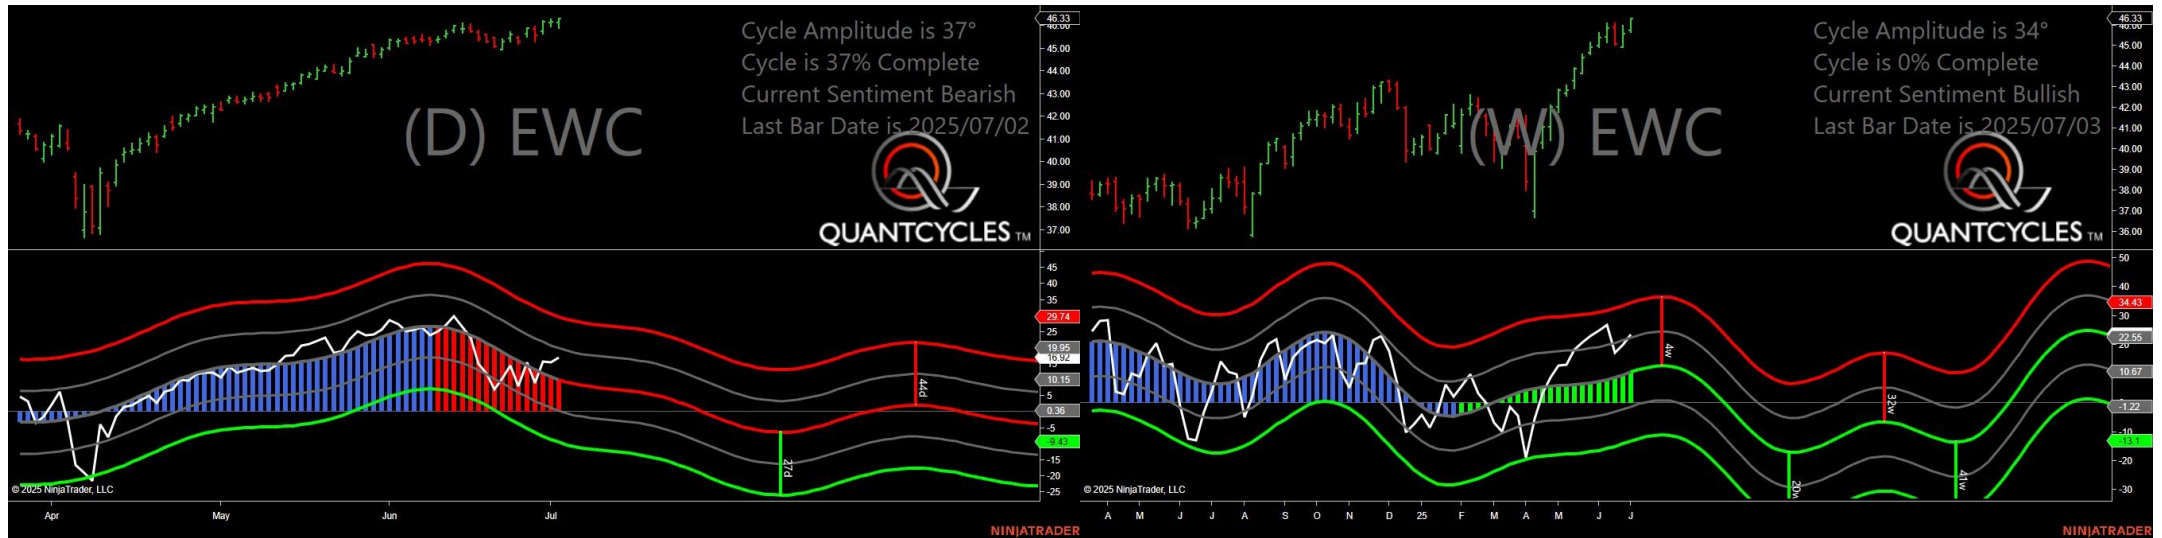 Cycle Amplitude is 37°
Cycle is 37% Complete
Current Sentiment Bearish
Last Bar Date is 2025/07/02
(D) EWC
QUANTCYCLES TM
46.33
46.00
45.00
44.00
43.00
42.00
41.00
40.00
39.00
38.00
37.00
45
40
35
29.74
25
19.95
16.92
15
10.15
5
0.36
-5
-9.43
-15
-20
-25
44d
27d
© 2025 NinjaTrader, LLC
Apr May Jun Jul
NINJATRADER
Cycle Amplitude is 34°
Cycle is 0% Complete
Current Sentiment Bullish
Last Bar Date is 2025/07/03
(W) EWC
QUANTCYCLES TM
46.33
46.00
45.00
44.00
43.00
42.00
41.00
40.00
39.00
38.00
37.00
36.00
50
40
34.43
30
22.55
20
10.67
-1.22
-10
-13.1
-20
-30
4w
32w
20w
41w
© 2025 NinjaTrader, LLC
A M J J A S O N D 25 F M A M J J
NINJATRADER